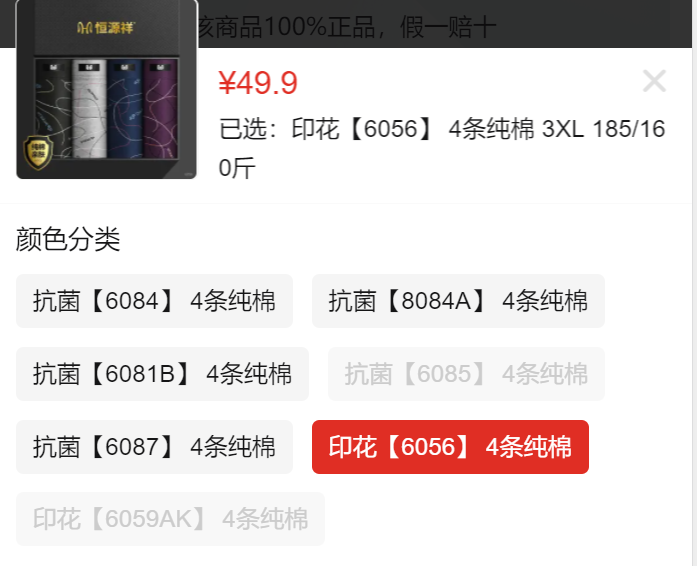 恒源祥
该商品100%正品，假一赔十
¥49.9
已选：印花【6056】 4条纯棉 3XL 185/16
0斤
纯棉
颜色分类
抗菌【6084】 4条纯棉
抗菌【8084A】 4条纯棉
抗菌【6081B】 4条纯棉
抗菌【6085】 4条纯棉
抗菌【6087】 4条纯棉
印花【6056】 4条纯棉
印花【6059AK】 4条纯棉